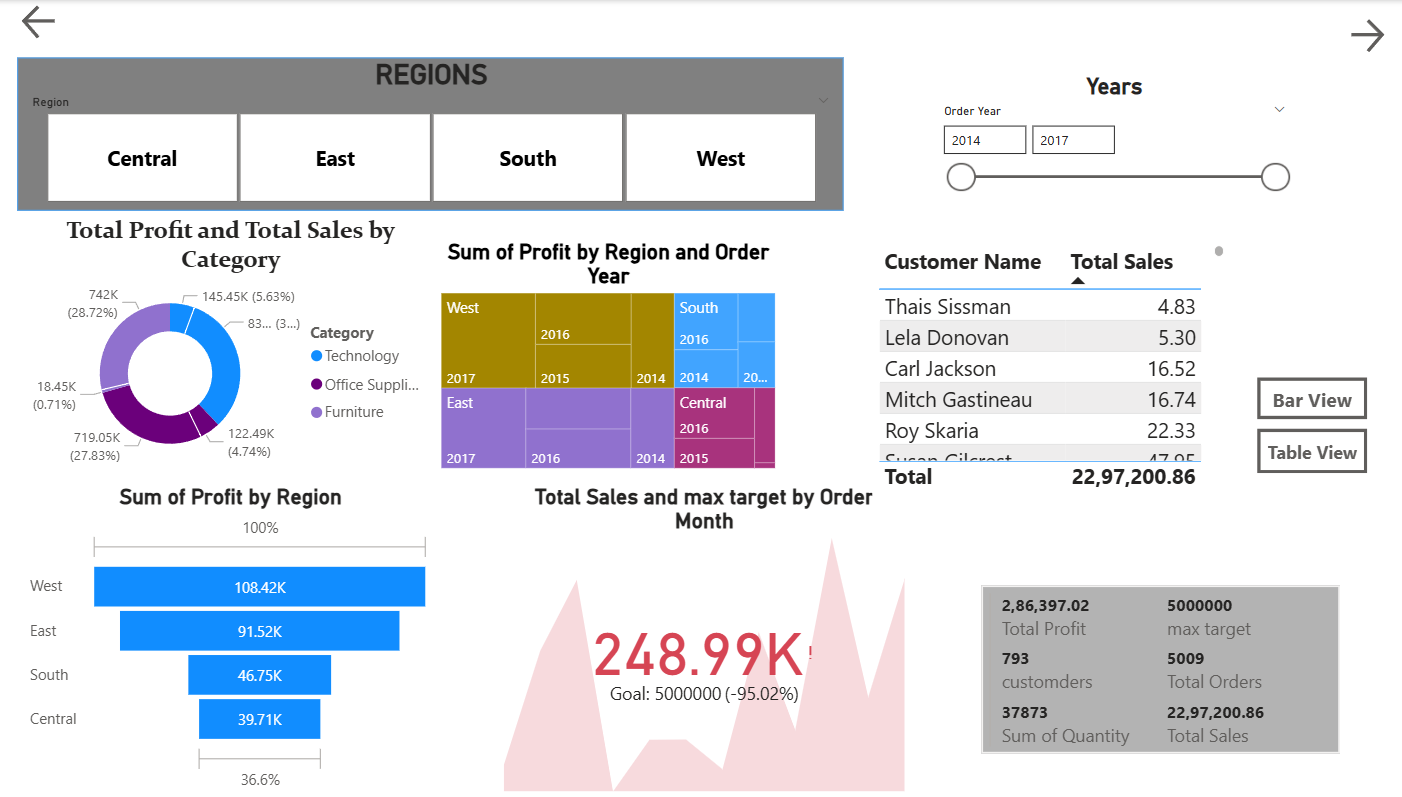 REGIONS
Region
Central
East
South
West
Years
Order Year
2014
2017
Total Profit and Total Sales by
Category
742K
(28.72%)
145.45K (5.63%)
83... (3...)
18.45K
(0.71%)
719.05K
(27.83%)
122.49K
(4.74%)
Category
Technology
Office Suppli...
Furniture
Sum of Profit by Region and Order
Year
West
2016
2017
2015
2014
South
2016
2014
20...
East
2017
2016
2014
Central
2016
2015
Customer Name Total Sales
Thais Sissman 4.83
Lela Donovan 5.30
Carl Jackson 16.52
Mitch Gastineau 16.74
Roy Skaria 22.33
Susan Gilcrest 47.95
Total 22,97,200.86
Bar View
Table View
Sum of Profit by Region
100%
West 108.42K
East 91.52K
South 46.75K
Central 39.71K
36.6%
Total Sales and max target by Order
Month
248.99K!
Goal: 5000000 (-95.02%)
2,86,397.02
Total Profit
5000000
max target
793
customders
5009
Total Orders
37873
Sum of Quantity
22,97,200.86
Total Sales